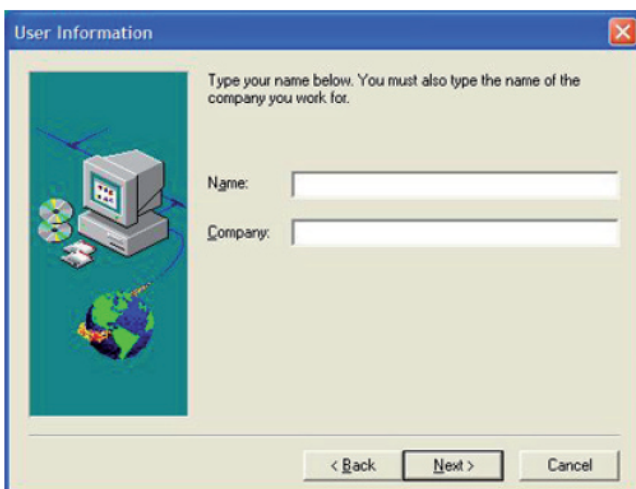 User Information
Type your name below. You must also type the name of the
company you work for.
Name:
Company:
< Back
Next >
Cancel